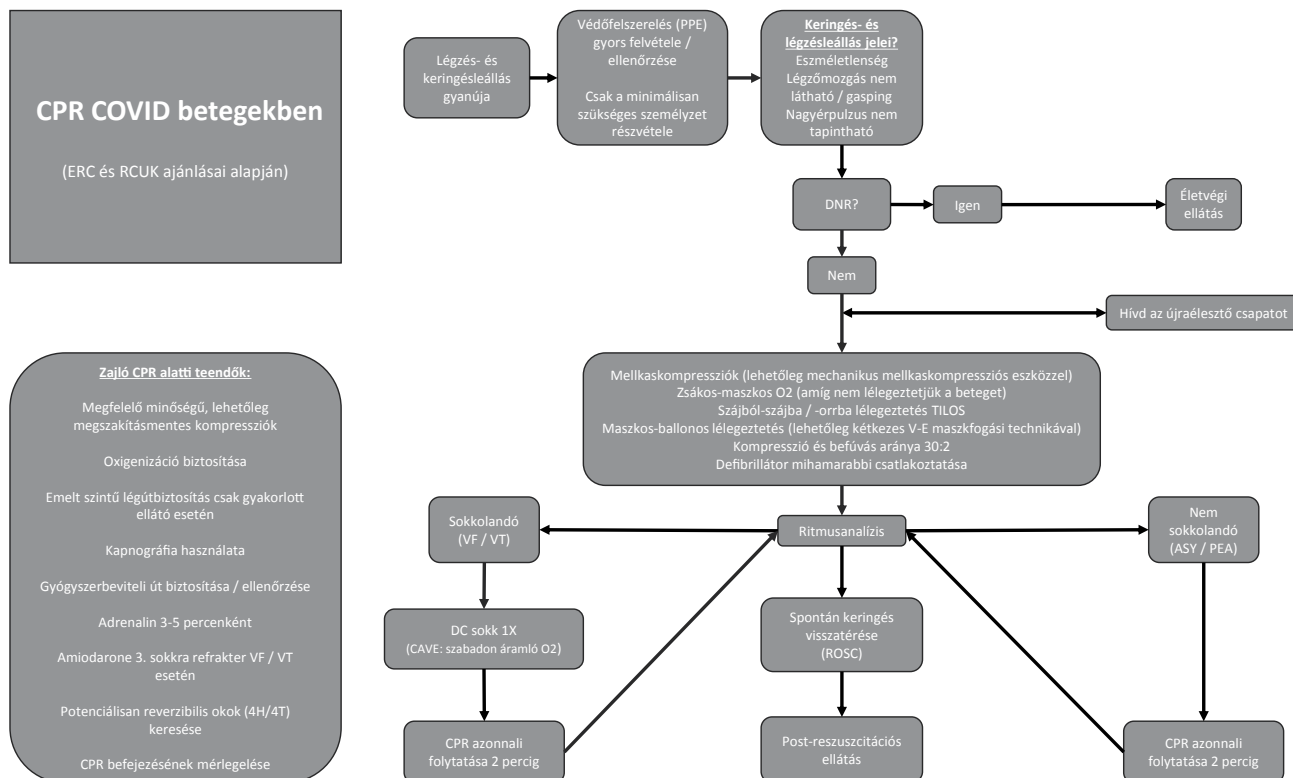 CPR COVID betegekben
(ERC és RCUK ajánlásai alapján)
Légzés- és
keringésleállás
gyanúja
Védőfelszerelés (PPE)
gyors felvétele /
ellenőrzése
Csak a minimálisan
szükséges személyzet
részvétele
Keringés- és
légzésleállás jelei?
Eszméletlenség
Légzőmozgás nem
látható / gasping
Nagyérpulzus nem
tapintható
DNR?
Igen
Életvégi
ellátás
Nem
Hívd az újraélesztő csapatot
Mellkaskompressziók (lehetőleg mechanikus mellkaskompressziós eszközzel)
Zsákos-maszkos O2 (amíg nem lélegeztetjük a beteget)
Szájból-szájba / -orrba lélegeztetés TILOS
Maszkos-ballonos lélegeztetés (lehetőleg kétkezes V-E maszkfogási technikával)
Kompresszió és befúvás aránya 30:2
Defibrillátor mihamarabbi csatlakoztatása
Ritmusanalízis
Sokkolandó
(VF / VT)
DC sokk 1X
(CAVE: szabadon áramló O2)
CPR azonnali
folytatása 2 percig
Spontán keringés
visszatérése
(ROSC)
Post-reszuszcitációs
ellátás
Nem
sokkolandó
(ASY / PEA)
CPR azonnali
folytatása 2 percig
Zajló CPR alatti teendők:
Megfelelő minőségű, lehetőleg
megszakításmentes kompressziók
Oxigenizáció biztosítása
Emelt szintű légútbiztosítás csak gyakorlott
ellátó esetén
Kapnográfia használata
Gyógyszerbeviteli út biztosítása / ellenőrzése
Adrenalin 3-5 percenként
Amiodarone 3. sokkra refrakter VF / VT
esetén
Potenciálisan reverzibilis okok (4H/4T)
keresése
CPR befejezésének mérlegelése